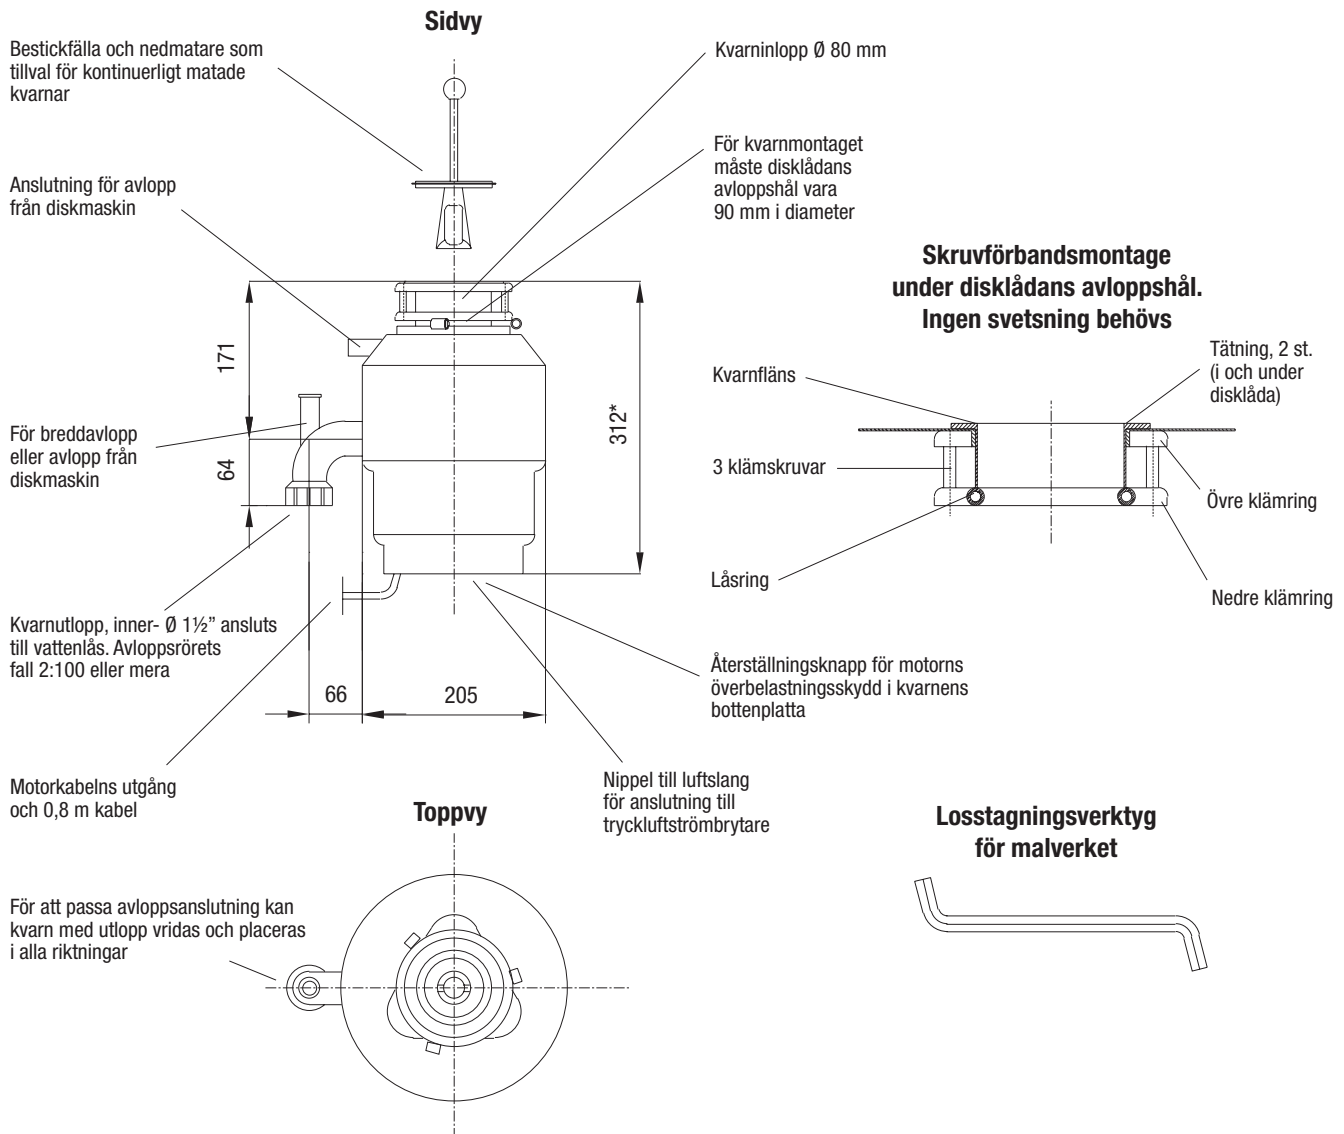 Sidvy
Bestickfälla och nedmatare som
tillval för kontinuerligt matade
kvarnar
Kvarninlopp Ø 80 mm
För kvarnmontaget
måste disklådans
avloppshål vara
90 mm i diameter
Anslutning för avlopp
från diskmaskin
171
64
312*
För breddavlopp
eller avlopp från
diskmaskin
Kvarnutlopp, inner- Ø 1½” ansluts
till vattenlås. Avloppsrörets
fall 2:100 eller mera
66
205
Motorkabelns utgång
och 0,8 m kabel
Återställningsknapp för motorns
överbelastningsskydd i kvarnens
bottenplatta
Nippel till luftslang
för anslutning till
tryckluftströmbrytare
Skruvförbandsmontage
under disklådans avloppshål.
Ingen svetsning behövs
Kvarnfläns
Tätning, 2 st.
(i och under
disklåda)
3 klämskruvar
Övre klämring
Låsring
Nedre klämring
Toppvy
För att passa avloppsanslutning kan
kvarn med utlopp vridas och placeras
i alla riktningar
Losstagningsverktyg
för malverket